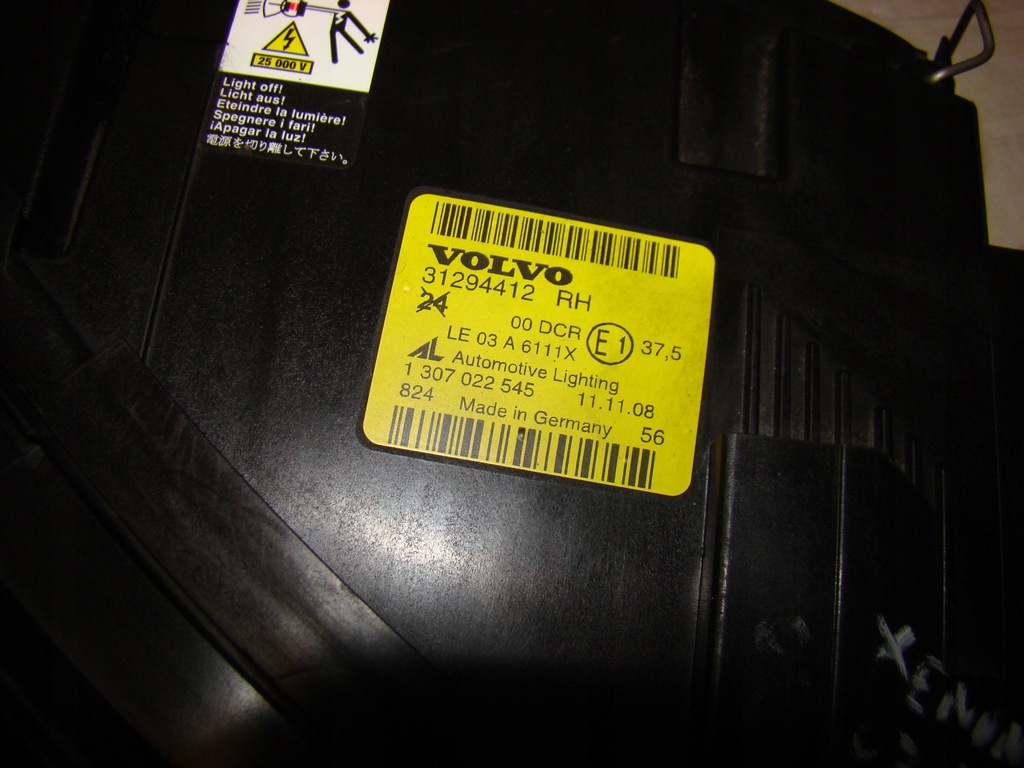 25 000 V
Light off!
Licht aus!
Eteindre la lumière!
Spegnere i fari!
¡Apagar la luz!
電源を切り離して下さい。
VOLVO
31294412 RH
24
00 DCR E1 37,5
LE 03 A 6111X
AL Automotive Lighting
1 307 022 545 11.11.08
824 Made in Germany 56
XENON